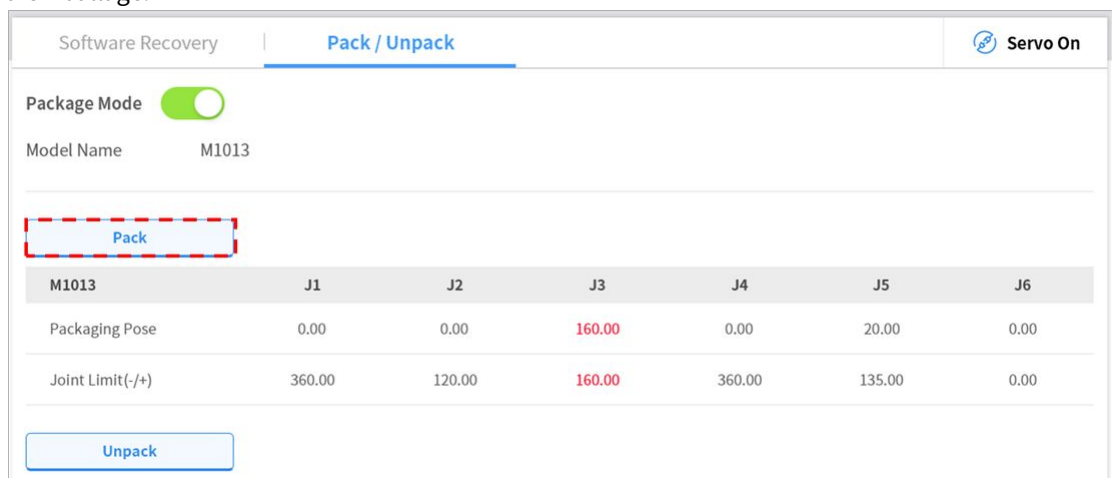 Software Recovery | Pack / Unpack Servo On
Package Mode
Model Name M1013
Pack
M1013 J1 J2 J3 J4 J5 J6
Packaging Pose 0.00 0.00 160.00 0.00 20.00 0.00
Joint Limit(-/+) 360.00 120.00 160.00 360.00 135.00 0.00
Unpack